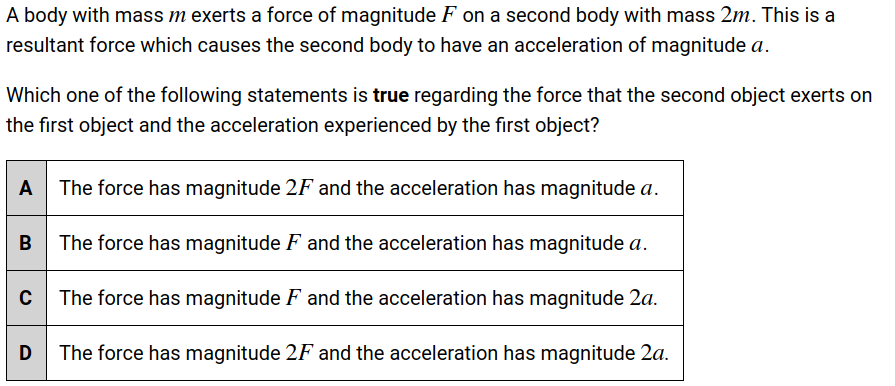 A body with mass m exerts a force of magnitude F on a second body with mass 2m. This is a
resultant force which causes the second body to have an acceleration of magnitude a.
Which one of the following statements is true regarding the force that the second object exerts on
the first object and the acceleration experienced by the first object?
A The force has magnitude 2F and the acceleration has magnitude a.
B The force has magnitude F and the acceleration has magnitude a.
C The force has magnitude F and the acceleration has magnitude 2a.
D The force has magnitude 2F and the acceleration has magnitude 2a.